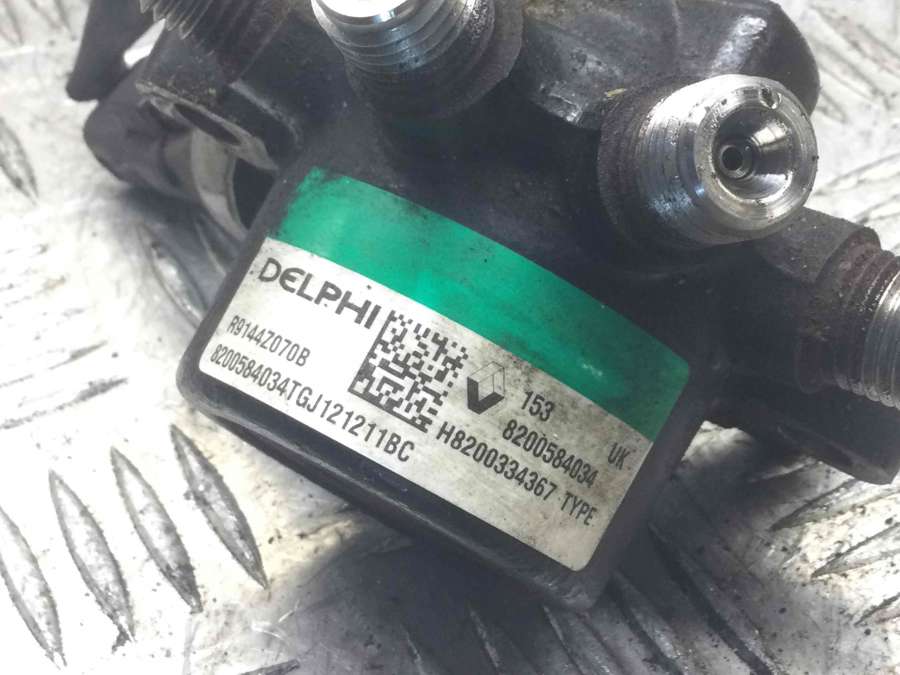 DELPHI
R9144Z070B
8200584034TGJ121211BC
153
8200584034 UK
H8200334367 TYPE